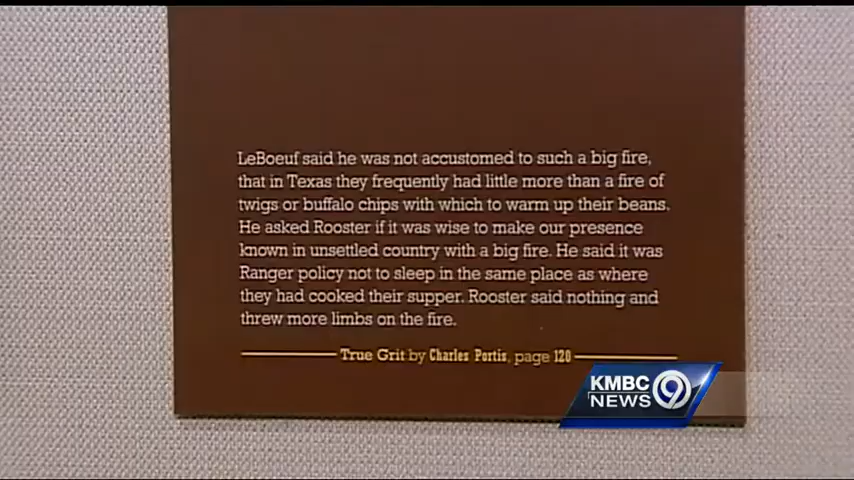 LeBoeuf said he was not accustomed to such a big fire,
that in Texas they frequently had little more than a fire of
twigs or buffalo chips with which to warm up their beans.
He asked Rooster if it was wise to make our presence
known in unsettled country with a big fire. He said it was
Ranger policy not to sleep in the same place as where
they had cooked their supper. Rooster said nothing and
threw more limbs on the fire.
True Grit by Charles Portis, page 120
KMBC 9
NEWS